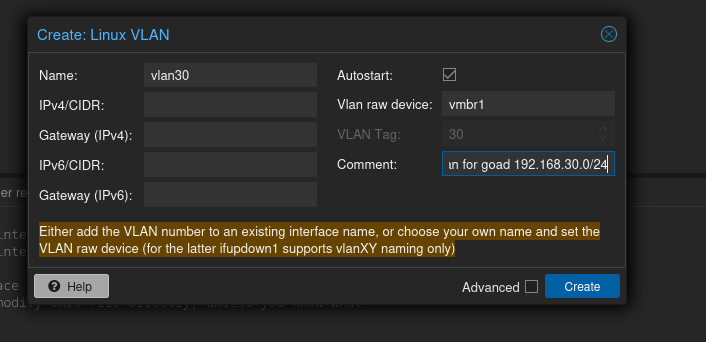 Create: Linux VLAN
Name: vlan30 Autostart:
IPv4/CIDR: Vlan raw device: vmbr1
Gateway (IPv4): VLAN Tag: 30
IPv6/CIDR: Comment: for goad 192.168.30.0/24
Gateway (IPv6):
Either add the VLAN number to an existing interface name, or choose your own name and set the
VLAN raw device (for the latter ifupdown1 supports vlanXY naming only)
Help Advanced Create